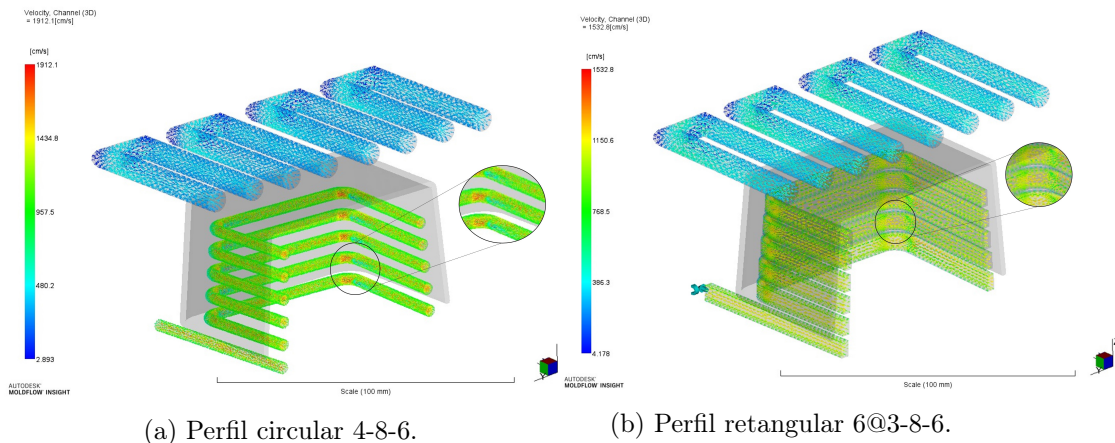 Velocity, Channel (3D)
= 1912.1[cm/s]
[cm/s]
1912.1
1434.8
957.5
480.2
2.893
AUTODESK®
MOLDFLOW® INSIGHT
Scale (100 mm)
(a) Perfil circular 4-8-6.
Velocity, Channel (3D)
= 1532.8[cm/s]
[cm/s]
1532.8
1150.6
768.5
386.3
4.178
AUTODESK®
MOLDFLOW® INSIGHT
Scale (100 mm)
(b) Perfil retangular 6@3-8-6.